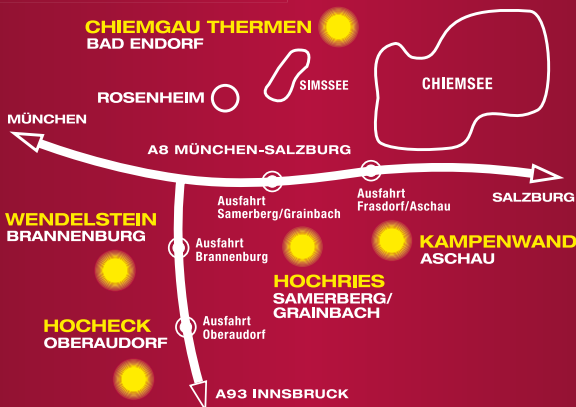 CHIEMGAU THERMEN
BAD ENDORF
SIMSSEE
CHIEMSEE
ROSENHEIM
MÜNCHEN
A8 MÜNCHEN-SALZBURG
SALZBURG
Ausfahrt
Samerberg/Grainbach
Ausfahrt
Frasdorf/Aschau
WENDELSTEIN
BRANNENBURG
Ausfahrt
Brannenburg
KAMPENWAND
ASCHAU
HOCHRIES
SAMERBERG/
GRAINBACH
HOCHECK
OBERAUDORF
Ausfahrt
Oberaudorf
A93 INNSBRUCK